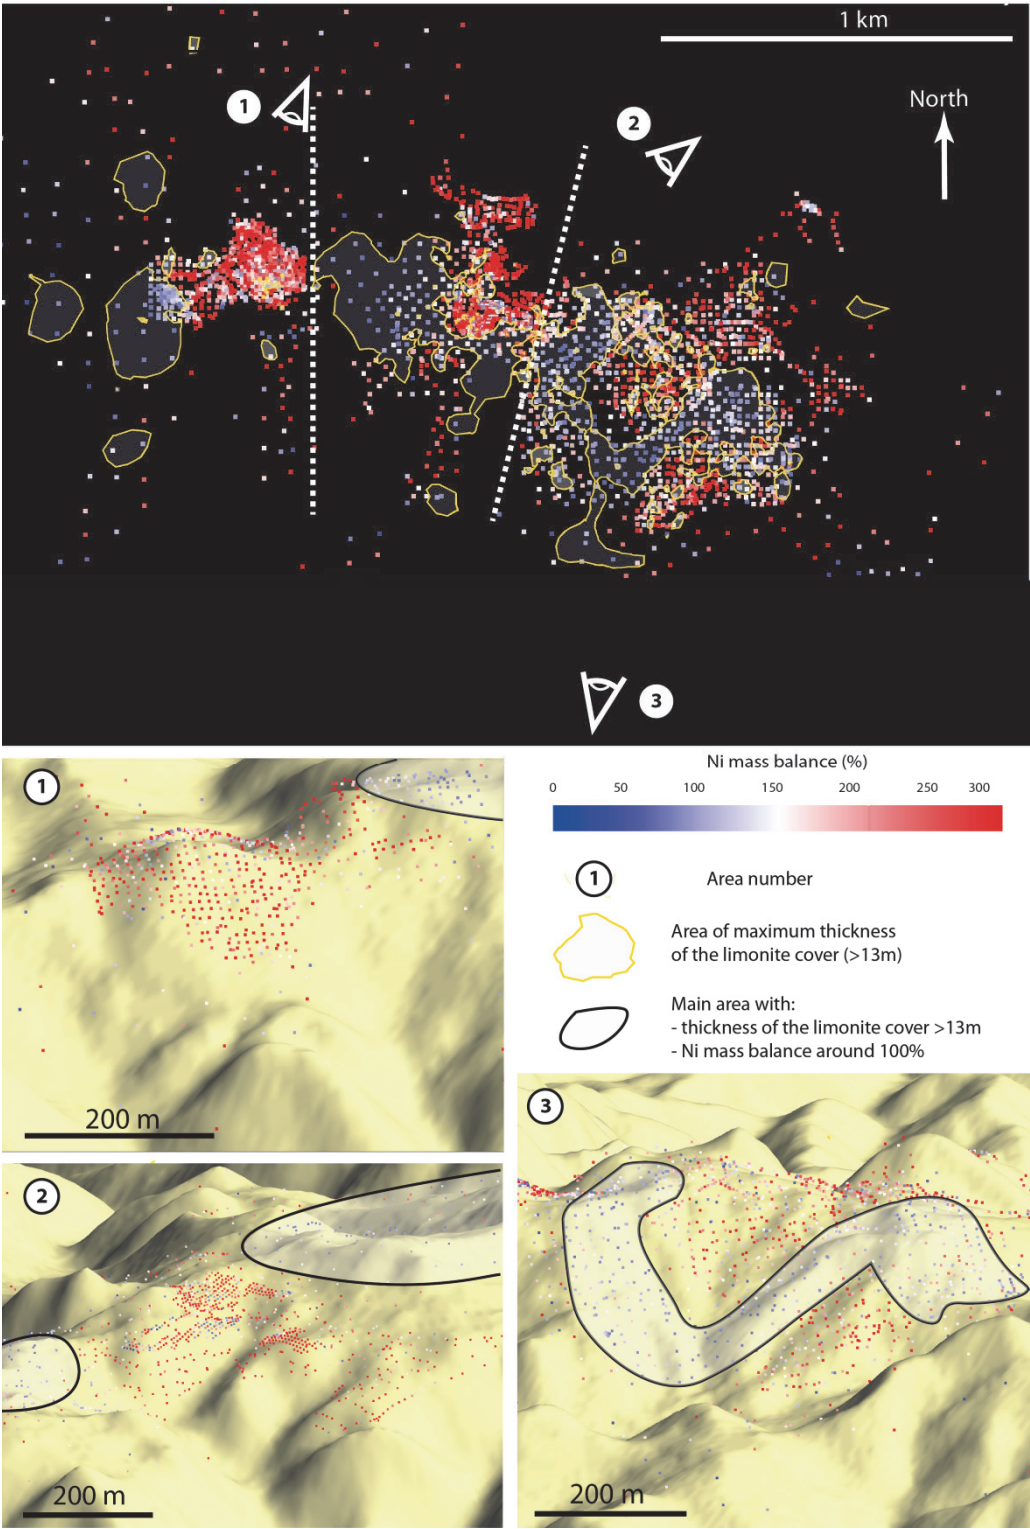 1 km
1
2
North
3
1
200 m
Ni mass balance (%)
0 50 100 150 200 250 300
1 Area number
Area of maximum thickness
of the limonite cover (>13m)
Main area with:
- thickness of the limonite cover >13m
- Ni mass balance around 100%
2
200 m
3
200 m